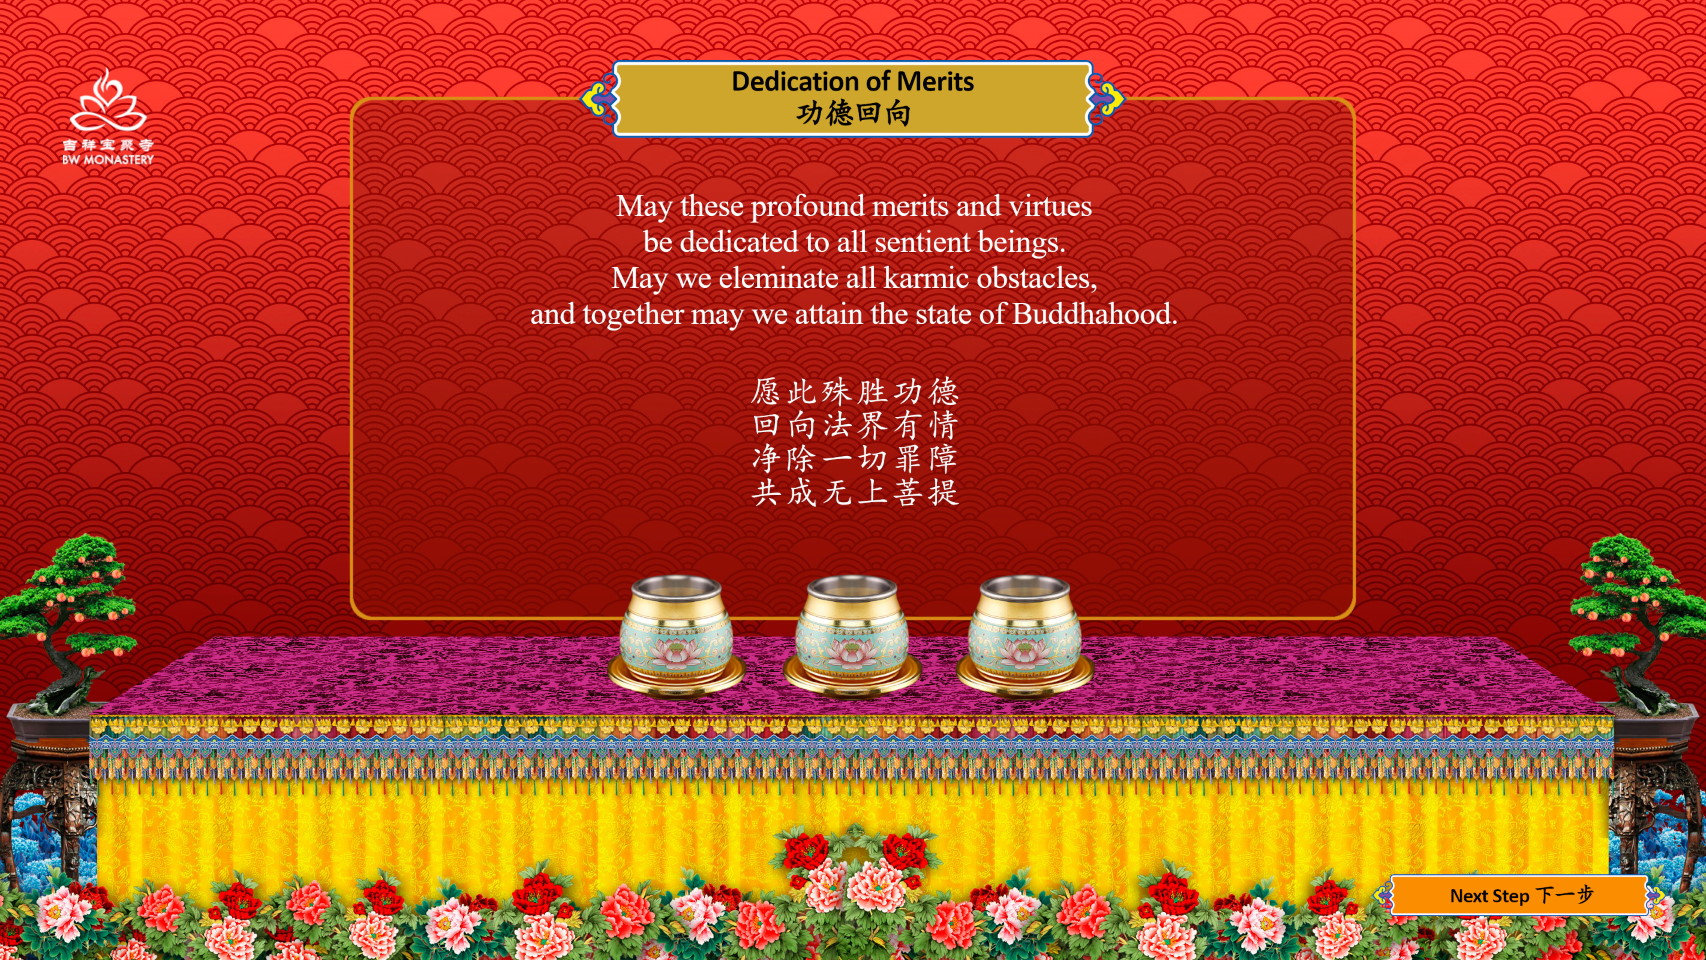 吉祥宝聚寺
BW MONASTERY
Dedication of Merits
功德回向
May these profound merits and virtues
be dedicated to all sentient beings.
May we eleminate all karmic obstacles,
and together may we attain the state of Buddhahood.
愿此殊胜功德
回向法界有情
净除一切罪障
共成无上菩提
Next Step 下一步